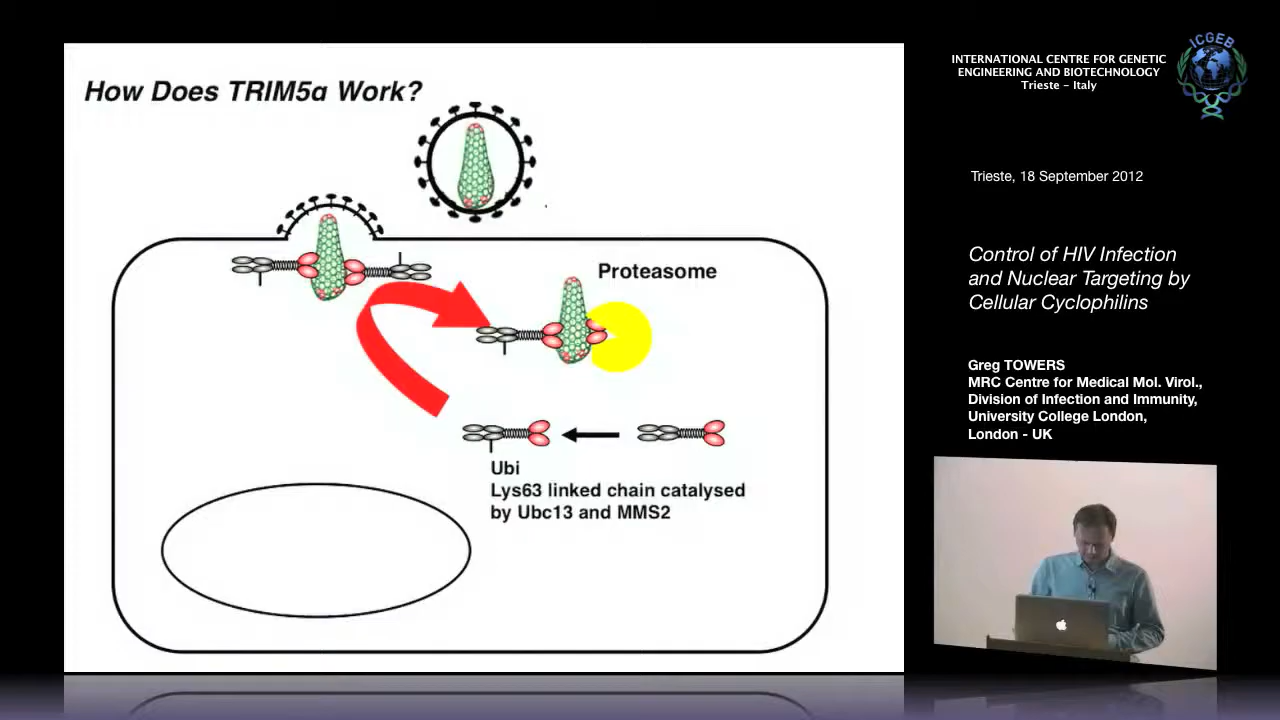 How Does TRIM5α Work?
Proteasome
Ubi
Lys63 linked chain catalysed
by Ubc13 and MMS2
INTERNATIONAL CENTRE FOR GENETIC
ENGINEERING AND BIOTECHNOLOGY
Trieste - Italy
ICGEB
Trieste, 18 September 2012
Control of HIV Infection
and Nuclear Targeting by
Cellular Cyclophilins
Greg TOWERS
MRC Centre for Medical Mol. Virol.,
Division of Infection and Immunity,
University College London,
London - UK